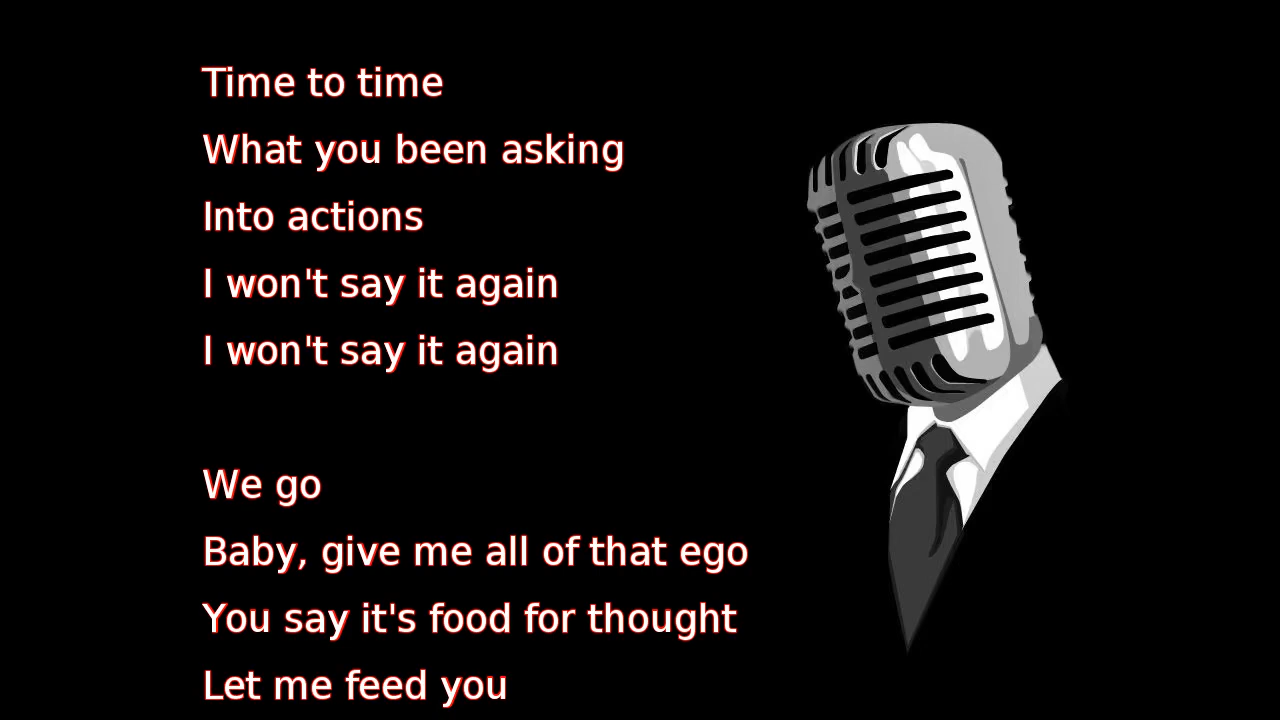 Time to time
What you been asking
Into actions
I won't say it again
I won't say it again
We go
Baby, give me all of that ego
You say it's food for thought
Let me feed you